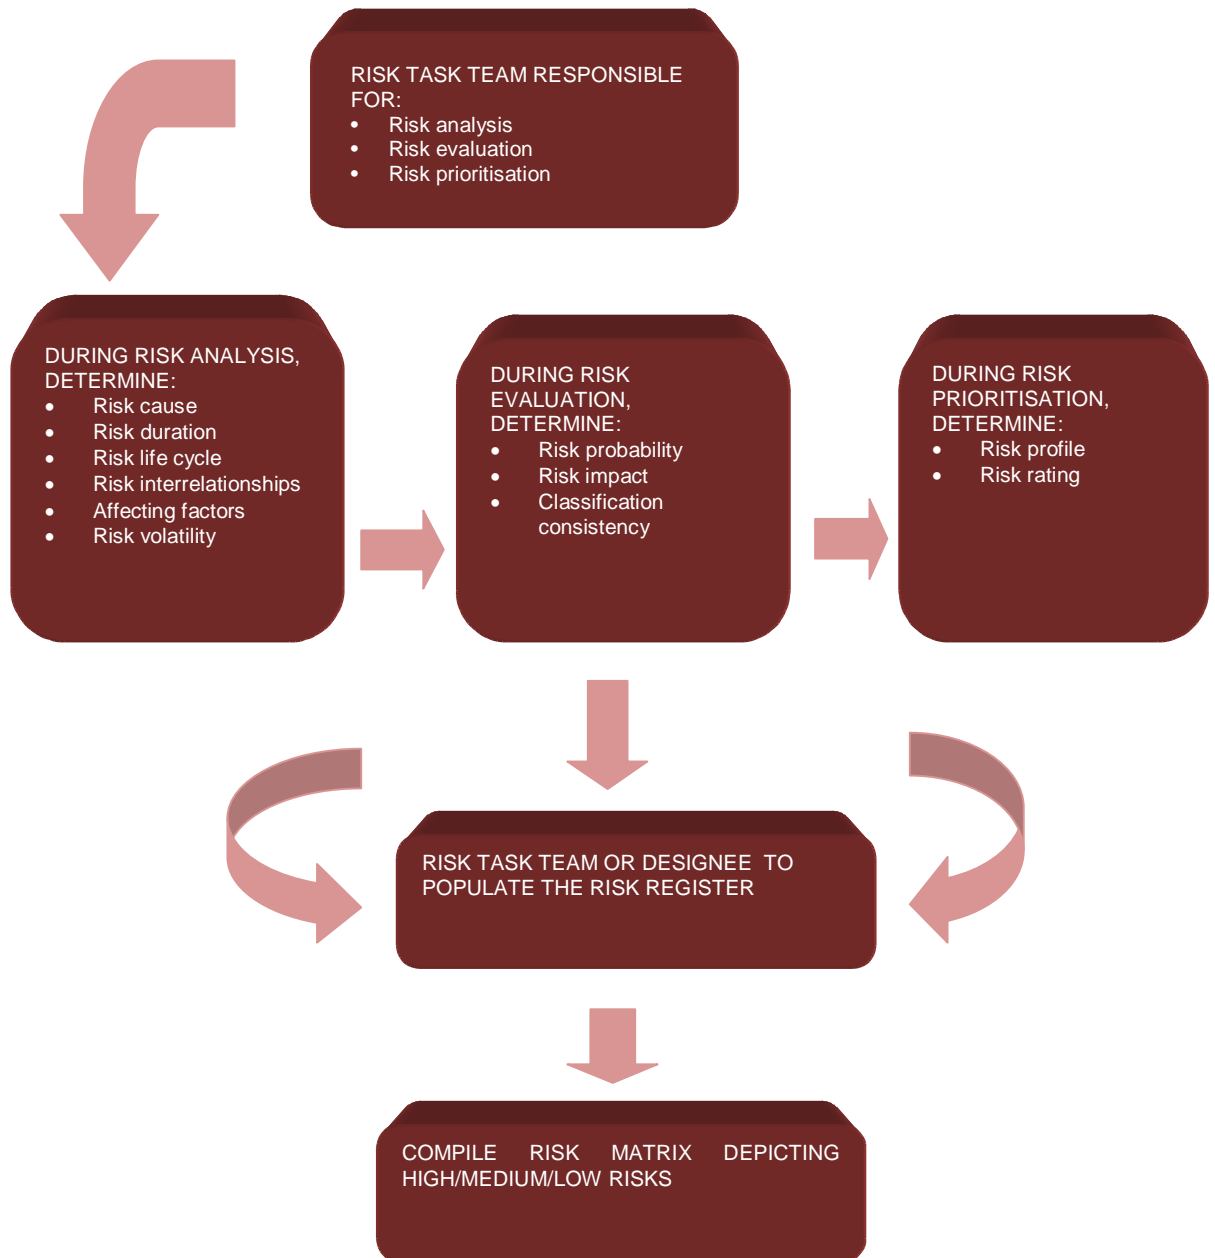 RISK TASK TEAM RESPONSIBLE
FOR:
• Risk analysis
• Risk evaluation
• Risk prioritisation
DURING RISK ANALYSIS,
DETERMINE:
• Risk cause
• Risk duration
• Risk life cycle
• Risk interrelationships
• Affecting factors
• Risk volatility
DURING RISK
EVALUATION,
DETERMINE:
• Risk probability
• Risk impact
• Classification
consistency
DURING RISK
PRIORITISATION,
DETERMINE:
• Risk profile
• Risk rating
RISK TASK TEAM OR DESIGNEE TO
POPULATE THE RISK REGISTER
COMPILE RISK MATRIX DEPICTING
HIGH/MEDIUM/LOW RISKS